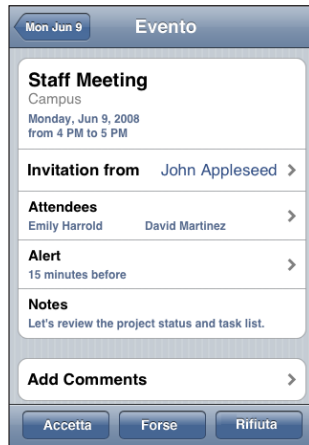 Mon Jun 9
Evento
Staff Meeting
Campus
Monday, Jun 9, 2008
from 4 PM to 5 PM
Invitation from John Appleseed
Attendees
Emily Harrold David Martinez
Alert
15 minutes before
Notes
Let's review the project status and task list.
Add Comments
Accetta Forse Rifiuta